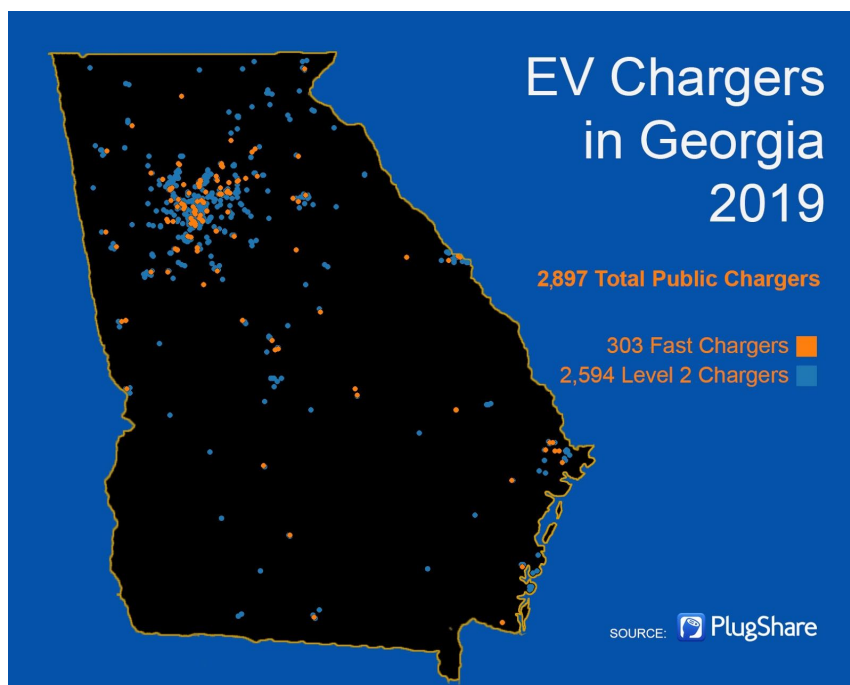 EV Chargers
in Georgia
2019
2,897 Total Public Chargers
303 Fast Chargers
2,594 Level 2 Chargers
SOURCE: PlugShare